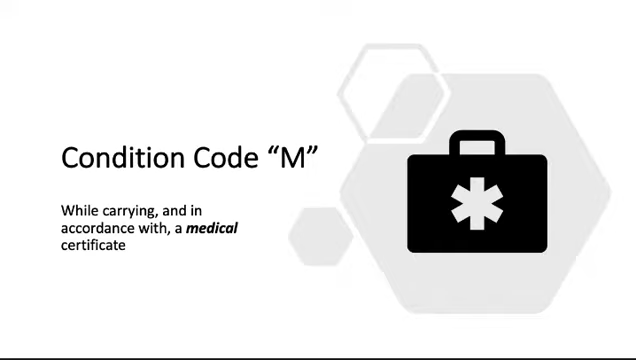 Condition Code “M”
While carrying, and in
accordance with, a medical
certificate